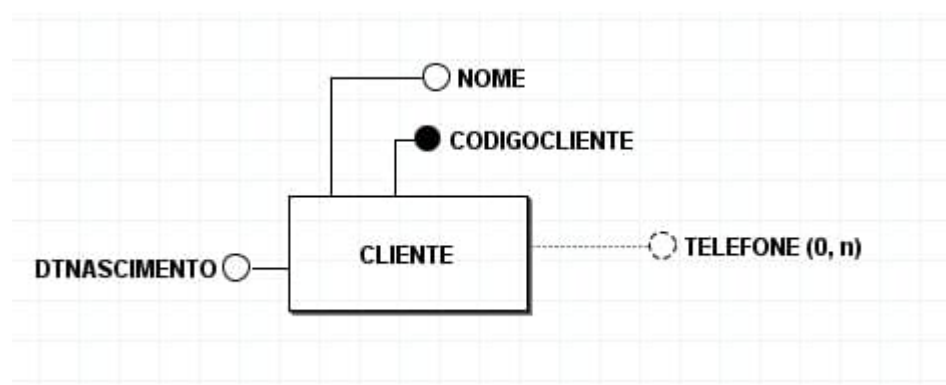 NOME
CODIGOCLIENTE
CLIENTE
TELEFONE (0, n)
DTNASCIMENTO